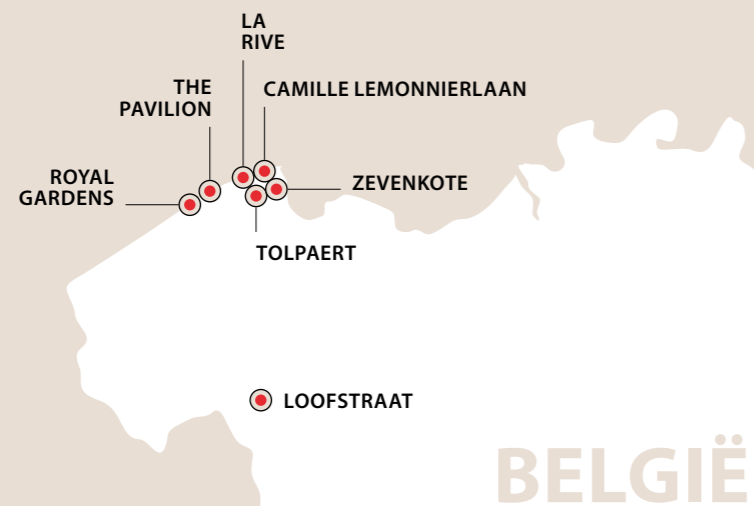 LA
RIVE
THE
PAVILION
CAMILLE LEMONNIERLAAN
ROYAL
GARDENS
ZEVENKOTE
TOLPAERT
LOOFSTRAAT
BELGIË